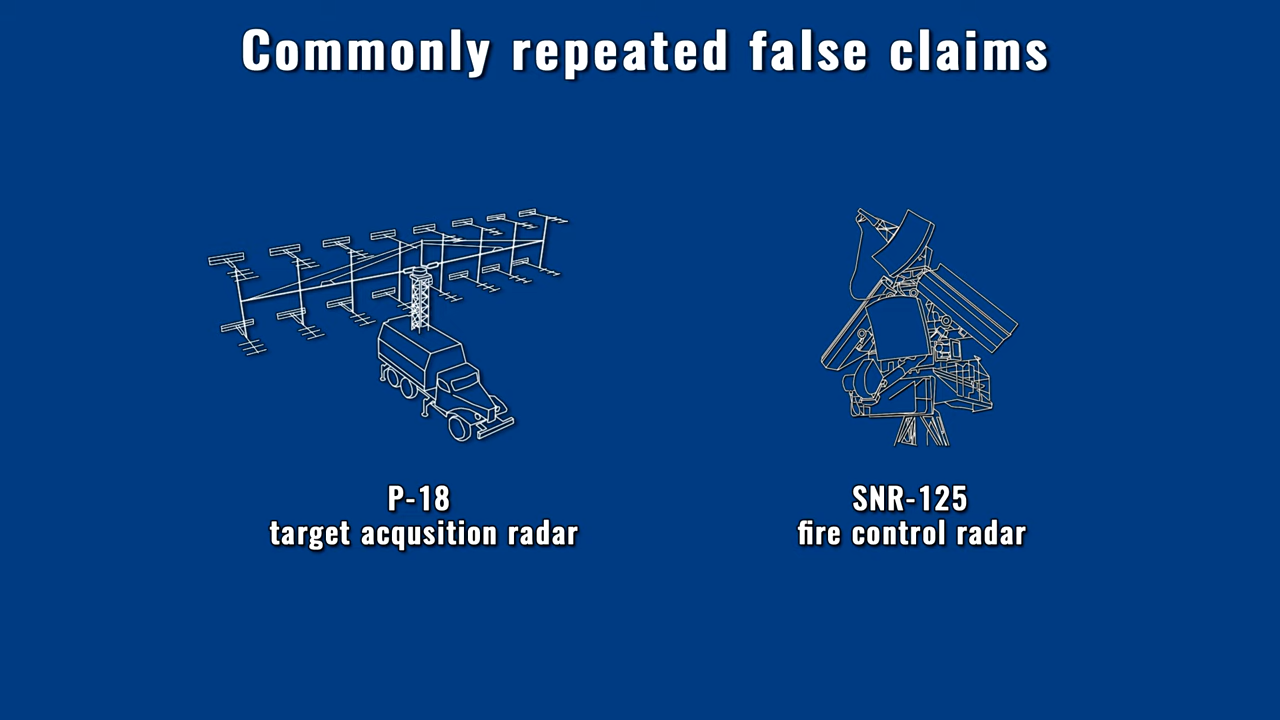 Commonly repeated false claims
P-18
target acqusition radar
SNR-125
fire control radar